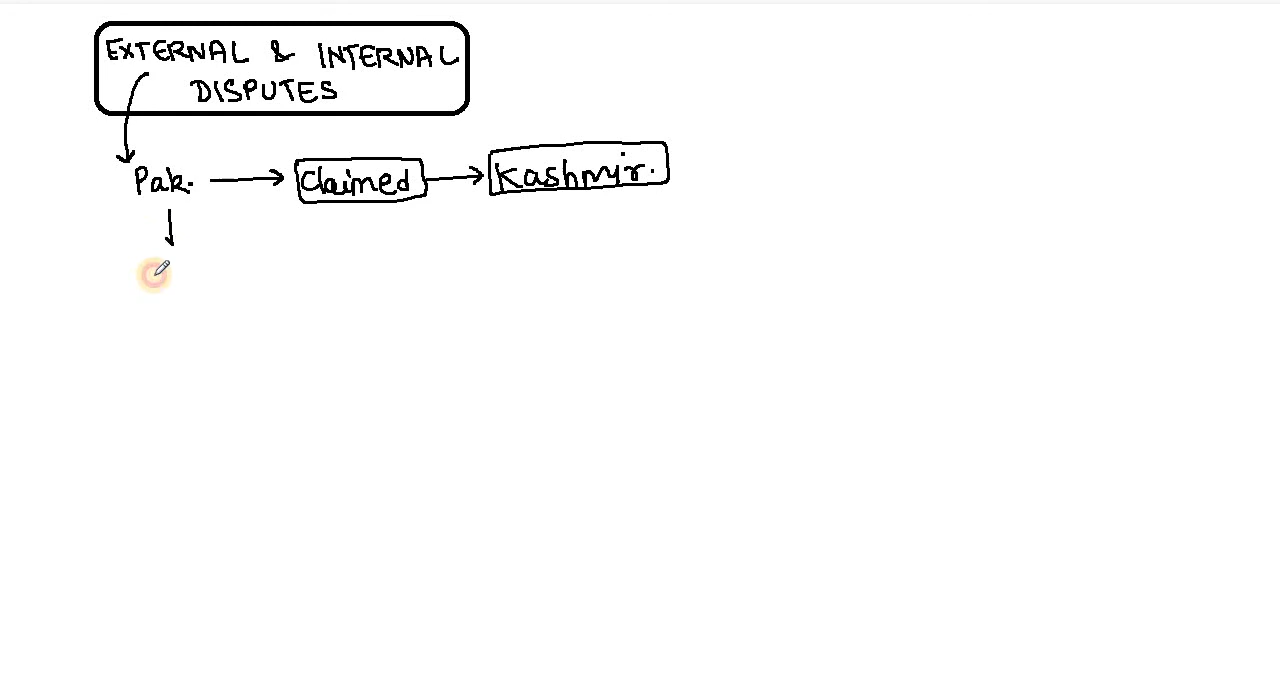 EXTERNAL & INTERNAL
DISPUTES
Pak. → Claimed → Kashmir.